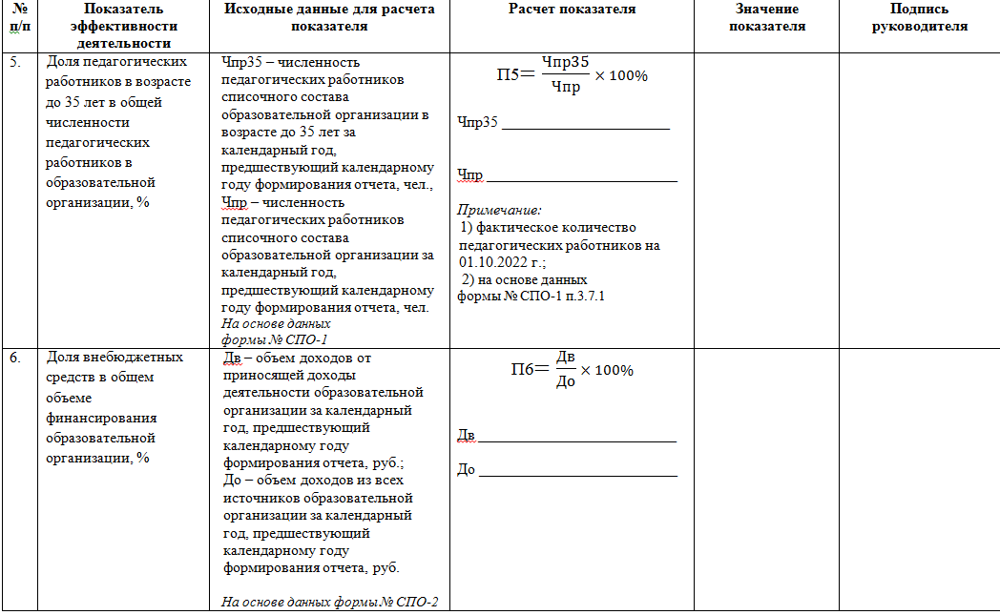 № п/п
Показатель эффективности деятельности
Исходные данные для расчета показателя
Расчет показателя
Значение показателя
Подпись руководителя
5.
Доля педагогических
работников в возрасте
до 35 лет в общей
численности
педагогических
работников в
образовательной
организации, %
Чпр35 – численность
педагогических работников
списочного состава
образовательной организации в
возрасте до 35 лет за
календарный год,
предшествующий календарному
году формирования отчета, чел.,
Чпр – численность
педагогических работников
списочного состава
образовательной организации за
календарный год,
предшествующий календарному
году формирования отчета, чел.
На основе данных
формы № СПО-1
П5= Чпр35/Чпр × 100%
Чпр35 ______________________
Чпр _________________________
Примечание:
1) фактическое количество
педагогических работников на
01.10.2022 г.;
2) на основе данных
формы № СПО-1 п.3.7.1
6.
Доля внебюджетных
средств в общем
объеме
финансирования
образовательной
организации, %
Дв – объем доходов от
приносящей доходы
деятельности образовательной
организации за календарный
год, предшествующий
календарному году
формирования отчета, руб.;
До – объем доходов из всех
источников образовательной
организации за календарный
год, предшествующий
календарному году
формирования отчета, руб.
На основе данных формы № СПО-2
П6= Дв/До × 100%
Дв __________________________
До __________________________